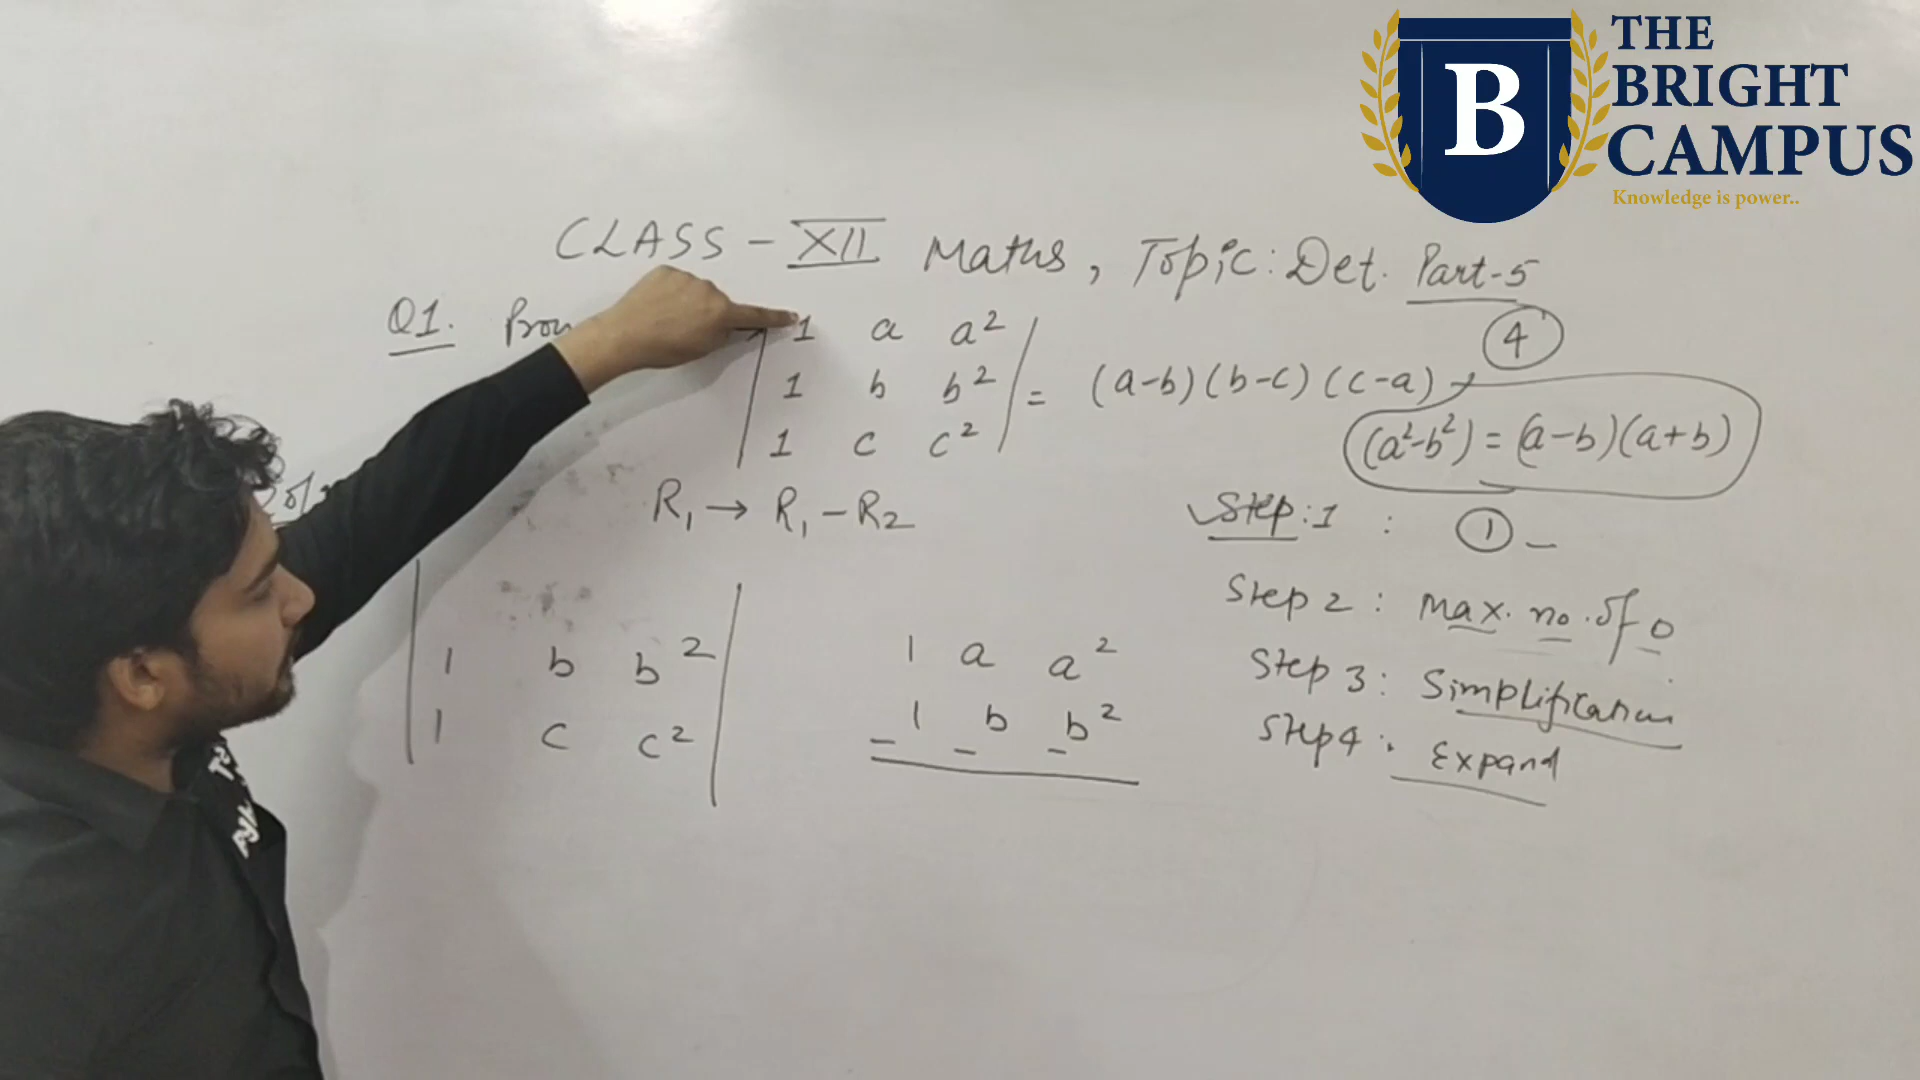 THE
BRIGHT
CAMPUS
Knowledge is power..
B
CLASS - XII Maths, Topic: Det. Part-5
Q1.
1 a a²
1 b b²
1 c c²
= (a-b)(b-c)(c-a)
4
(a²-b²) = (a-b)(a+b)
R₁ → R₁ - R₂
Step:1 : 1 -
Step 2 : Max. no. of 0
Step 3 : Simplification
Step 4 : Expand
1 b b²
1 c c²
1 a a²
1 b b²
- - -